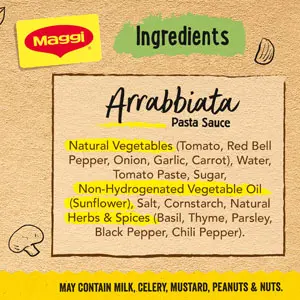 Maggi
Ingredients
Arrabbiata
Pasta Sauce
Natural Vegetables (Tomato, Red Bell
Pepper, Onion, Garlic, Carrot), Water,
Tomato Paste, Sugar,
Non-Hydrogenated Vegetable Oil
(Sunflower), Salt, Cornstarch, Natural
Herbs & Spices (Basil, Thyme, Parsley,
Black Pepper, Chili Pepper).
MAY CONTAIN MILK, CELERY, MUSTARD, PEANUTS & NUTS.